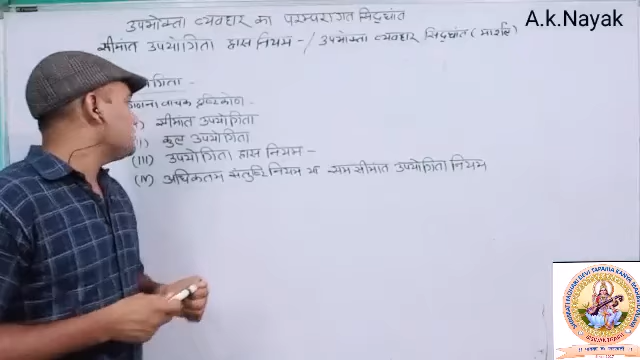 उपभोक्ता व्यवहार का परम्परागत सिद्धांत
A.k.Nayak
सीमांत उपयोगिता ह्रास नियम - / उपभोक्ता व्यवहार सिद्धांत (मार्शल)
गणना वाचक दृष्टिकोण -
सीमांत उपयोगिता
कुल उपयोगिता
(III) उपयोगिता ह्रास नियम -
(IV) अधिकतम संतुष्टि नियम या सम सीमांत उपयोगिता नियम